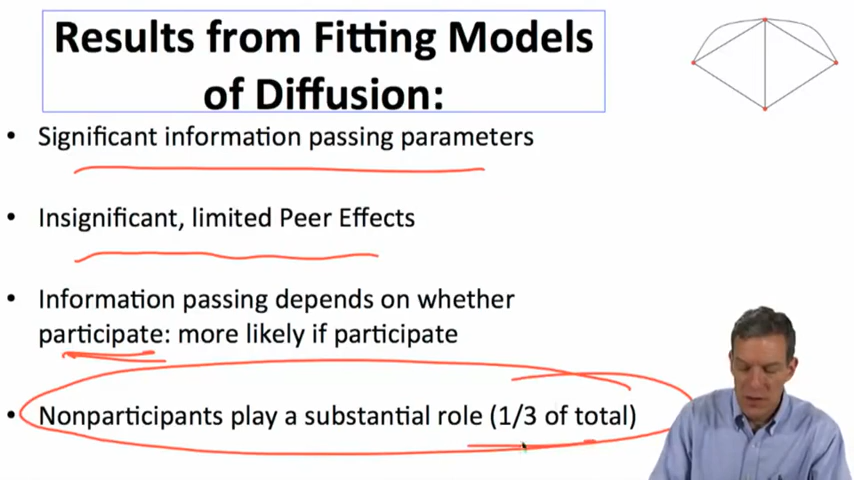 Results from Fitting Models
of Diffusion:
• Significant information passing parameters
• Insignificant, limited Peer Effects
• Information passing depends on whether
participate: more likely if participate
• Nonparticipants play a substantial role (1/3 of total)